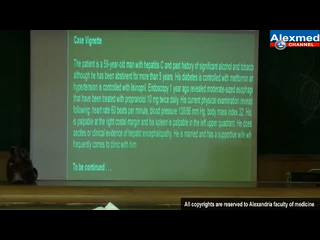 Alexmed
CHANNEL
Case Vignette
The patient is a 59-year-old man with hepatitis C and past history of significant alcohol and tobacco
although he has been abstinent for more than 5 years. His diabetes is controlled with metformin a
hypertension is controlled with lisinopril. Endoscopy 1 year ago revealed moderate-sized esophag
that have been treated with propranolol 10 mg twice daily. His current physical examination reveals
following: heart rate 60 beats per minute, blood pressure 128/86 mm Hg, body mass index 32. His
is palpable at the right costal margin and his spleen is palpable in the left upper quadrant. He does
ascites or clinical evidence of hepatic encephalopathy. He is married and has a supportive wife wh
frequently comes to clinic with him.
To be continued . . .
All copyrights are reserved to Alexandria faculty of medicine